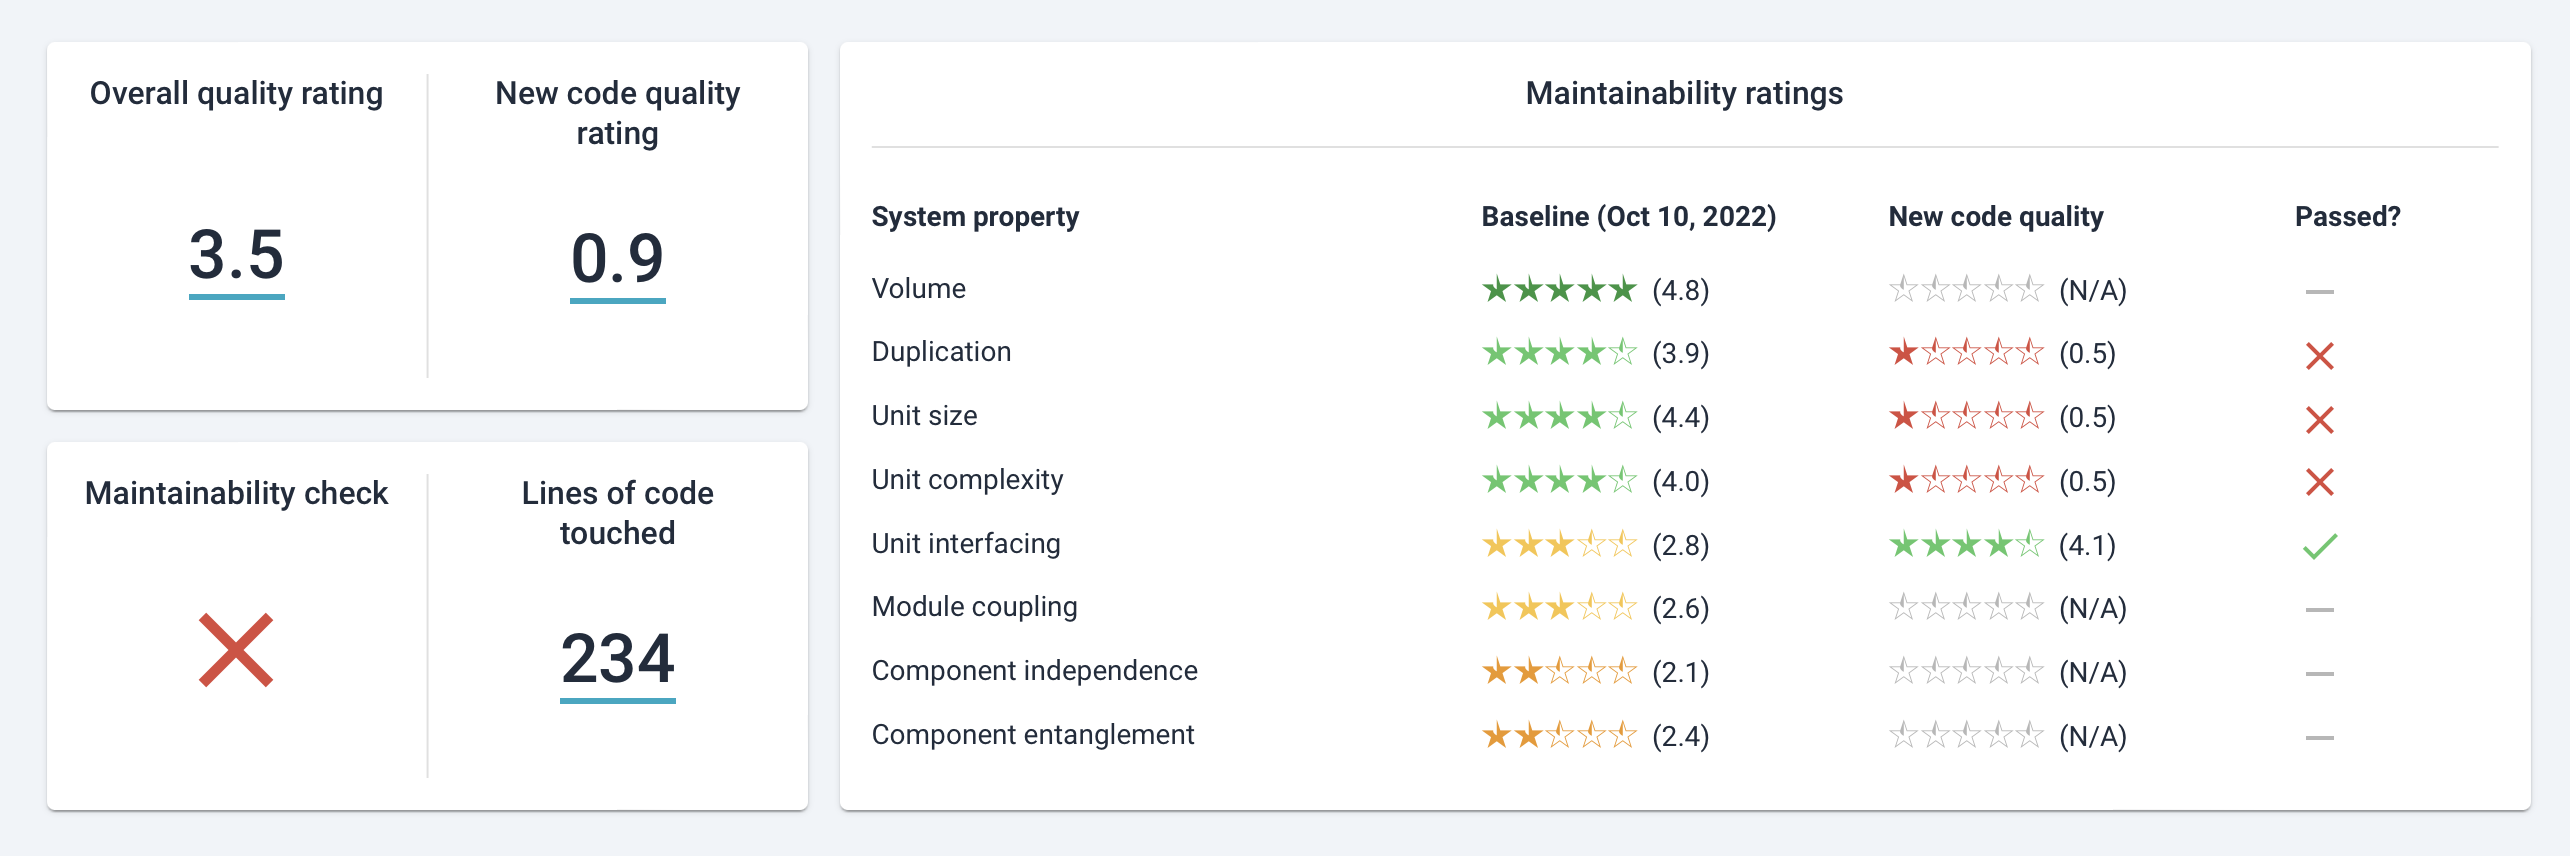 Overall quality rating
3.5
New code quality
rating
0.9
Maintainability check
Lines of code
touched
234
Maintainability ratings
System property Baseline (Oct 10, 2022) New code quality Passed?
Volume (4.8) (N/A)
Duplication (3.9) (0.5)
Unit size (4.4) (0.5)
Unit complexity (4.0) (0.5)
Unit interfacing (2.8) (4.1)
Module coupling (2.6) (N/A)
Component independence (2.1) (N/A)
Component entanglement (2.4) (N/A)